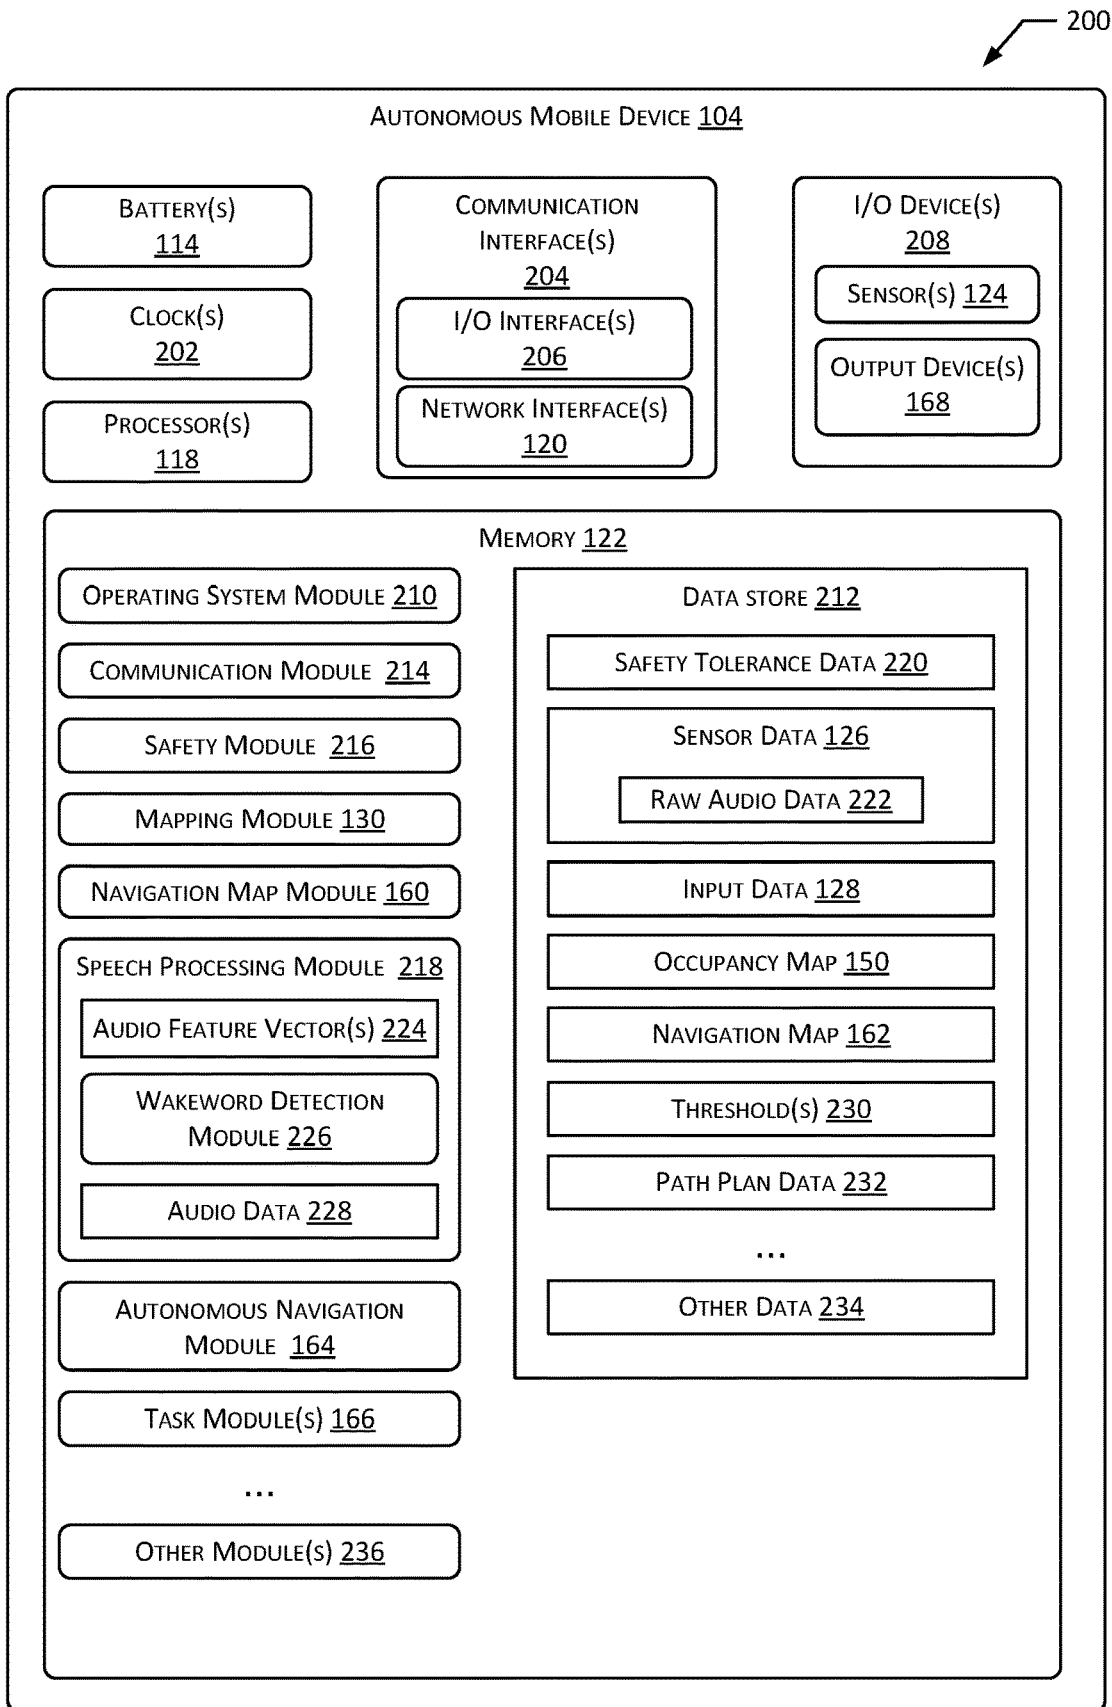 200
AUTONOMOUS MOBILE DEVICE 104
BATTERY(S)
114
CLOCK(S)
202
PROCESSOR(S)
118
COMMUNICATION
INTERFACE(S)
204
I/O INTERFACE(S)
206
NETWORK INTERFACE(S)
120
I/O DEVICE(S)
208
SENSOR(S) 124
OUTPUT DEVICE(S)
168
MEMORY 122
OPERATING SYSTEM MODULE 210
COMMUNICATION MODULE 214
SAFETY MODULE 216
MAPPING MODULE 130
NAVIGATION MAP MODULE 160
SPEECH PROCESSING MODULE 218
AUDIO FEATURE VECTOR(S) 224
WAKEWORD DETECTION
MODULE 226
AUDIO DATA 228
AUTONOMOUS NAVIGATION
MODULE 164
TASK MODULE(S) 166
...
OTHER MODULE(S) 236
DATA STORE 212
SAFETY TOLERANCE DATA 220
SENSOR DATA 126
RAW AUDIO DATA 222
INPUT DATA 128
OCCUPANCY MAP 150
NAVIGATION MAP 162
THRESHOLD(S) 230
PATH PLAN DATA 232
...
OTHER DATA 234